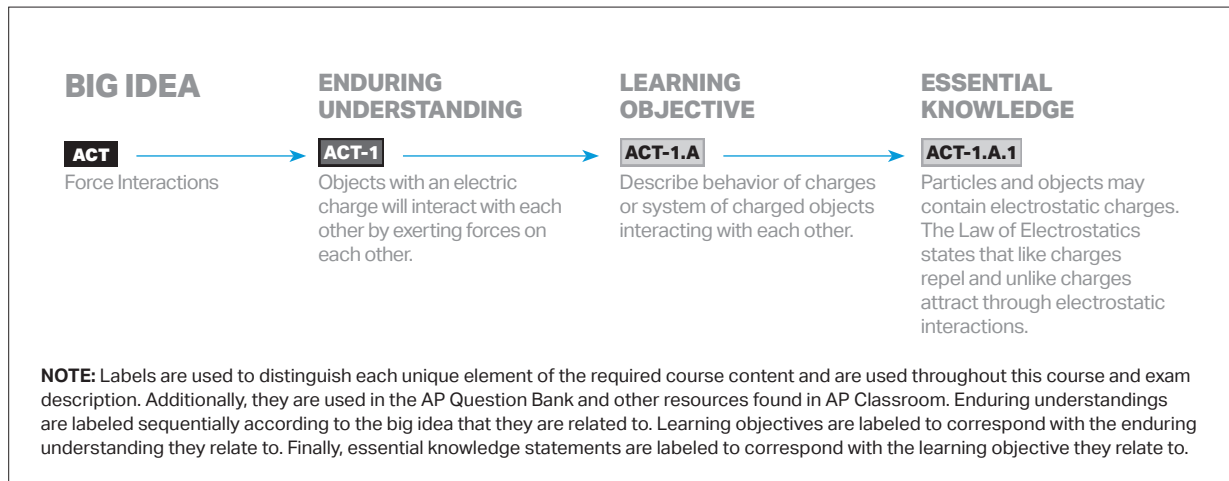 BIG IDEA
ACT
Force Interactions
ENDURING
UNDERSTANDING
ACT-1
Objects with an electric
charge will interact with each
other by exerting forces on
each other.
LEARNING
OBJECTIVE
ACT-1.A
Describe behavior of charges
or system of charged objects
interacting with each other.
ESSENTIAL
KNOWLEDGE
ACT-1.A.1
Particles and objects may
contain electrostatic charges.
The Law of Electrostatics
states that like charges
repel and unlike charges
attract through electrostatic
interactions.
NOTE: Labels are used to distinguish each unique element of the required course content and are used throughout this course and exam
description. Additionally, they are used in the AP Question Bank and other resources found in AP Classroom. Enduring understandings
are labeled sequentially according to the big idea that they are related to. Learning objectives are labeled to correspond with the enduring
understanding they relate to. Finally, essential knowledge statements are labeled to correspond with the learning objective they relate to.